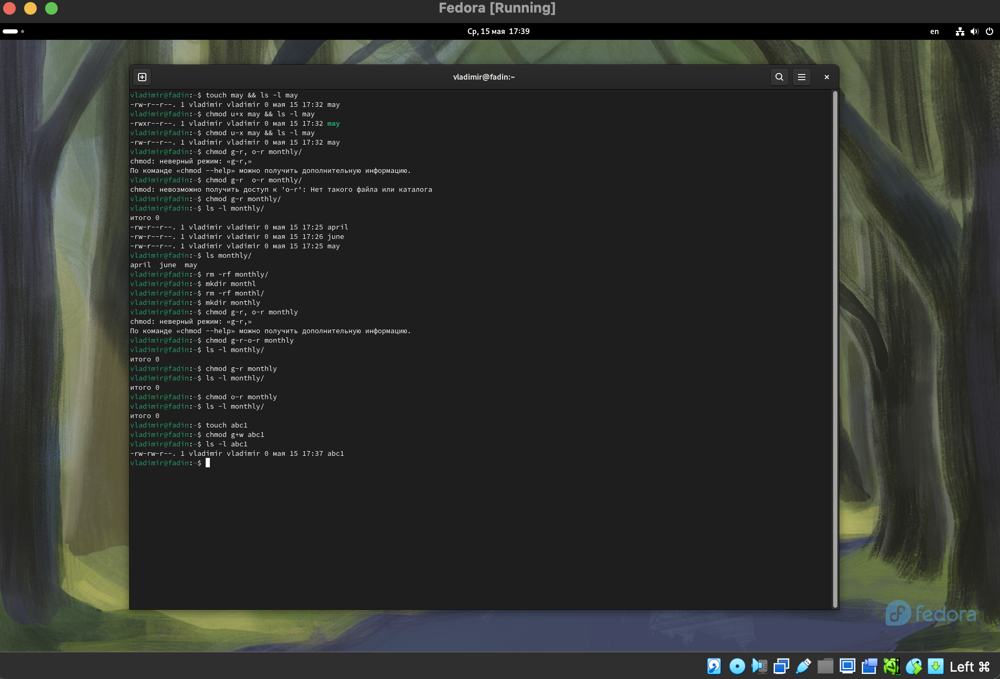 Fedora [Running]
Ср, 15 мая 17:39
en
vladimir@fadin:~
vladimir@fadin:~$ touch may && ls -l may
-rw-r--r--. 1 vladimir vladimir 0 мая 15 17:32 may
vladimir@fadin:~$ chmod u+x may && ls -l may
-rwxr--r--. 1 vladimir vladimir 0 мая 15 17:32 may
vladimir@fadin:~$ chmod u-x may && ls -l may
-rw-r--r--. 1 vladimir vladimir 0 мая 15 17:32 may
vladimir@fadin:~$ chmod g-r, o-r monthly/
chmod: неверный режим: «g-r,»
По команде «chmod --help» можно получить дополнительную информацию.
vladimir@fadin:~$ chmod g-r  o-r monthly/
chmod: невозможно получить доступ к 'o-r': Нет такого файла или каталога
vladimir@fadin:~$ chmod g-r monthly/
vladimir@fadin:~$ ls -l monthly/
итого 0
-rw-r--r--. 1 vladimir vladimir 0 мая 15 17:25 april
-rw-r--r--. 1 vladimir vladimir 0 мая 15 17:26 june
-rw-r--r--. 1 vladimir vladimir 0 мая 15 17:25 may
vladimir@fadin:~$ ls monthly/
april  june  may
vladimir@fadin:~$ rm -rf monthly/
vladimir@fadin:~$ mkdir monthl
vladimir@fadin:~$ rm -rf monthl/
vladimir@fadin:~$ mkdir monthly
vladimir@fadin:~$ chmod g-r, o-r monthly
chmod: неверный режим: «g-r,»
По команде «chmod --help» можно получить дополнительную информацию.
vladimir@fadin:~$ chmod g-r-o-r monthly
vladimir@fadin:~$ ls -l monthly/
итого 0
vladimir@fadin:~$ chmod g-r monthly
vladimir@fadin:~$ ls -l monthly/
итого 0
vladimir@fadin:~$ chmod o-r monthly
vladimir@fadin:~$ ls -l monthly/
итого 0
vladimir@fadin:~$ touch abc1
vladimir@fadin:~$ chmod g+w abc1
vladimir@fadin:~$ ls -l abc1
-rw-rw-r--. 1 vladimir vladimir 0 мая 15 17:37 abc1
vladimir@fadin:~$
fedora
Left ⌘